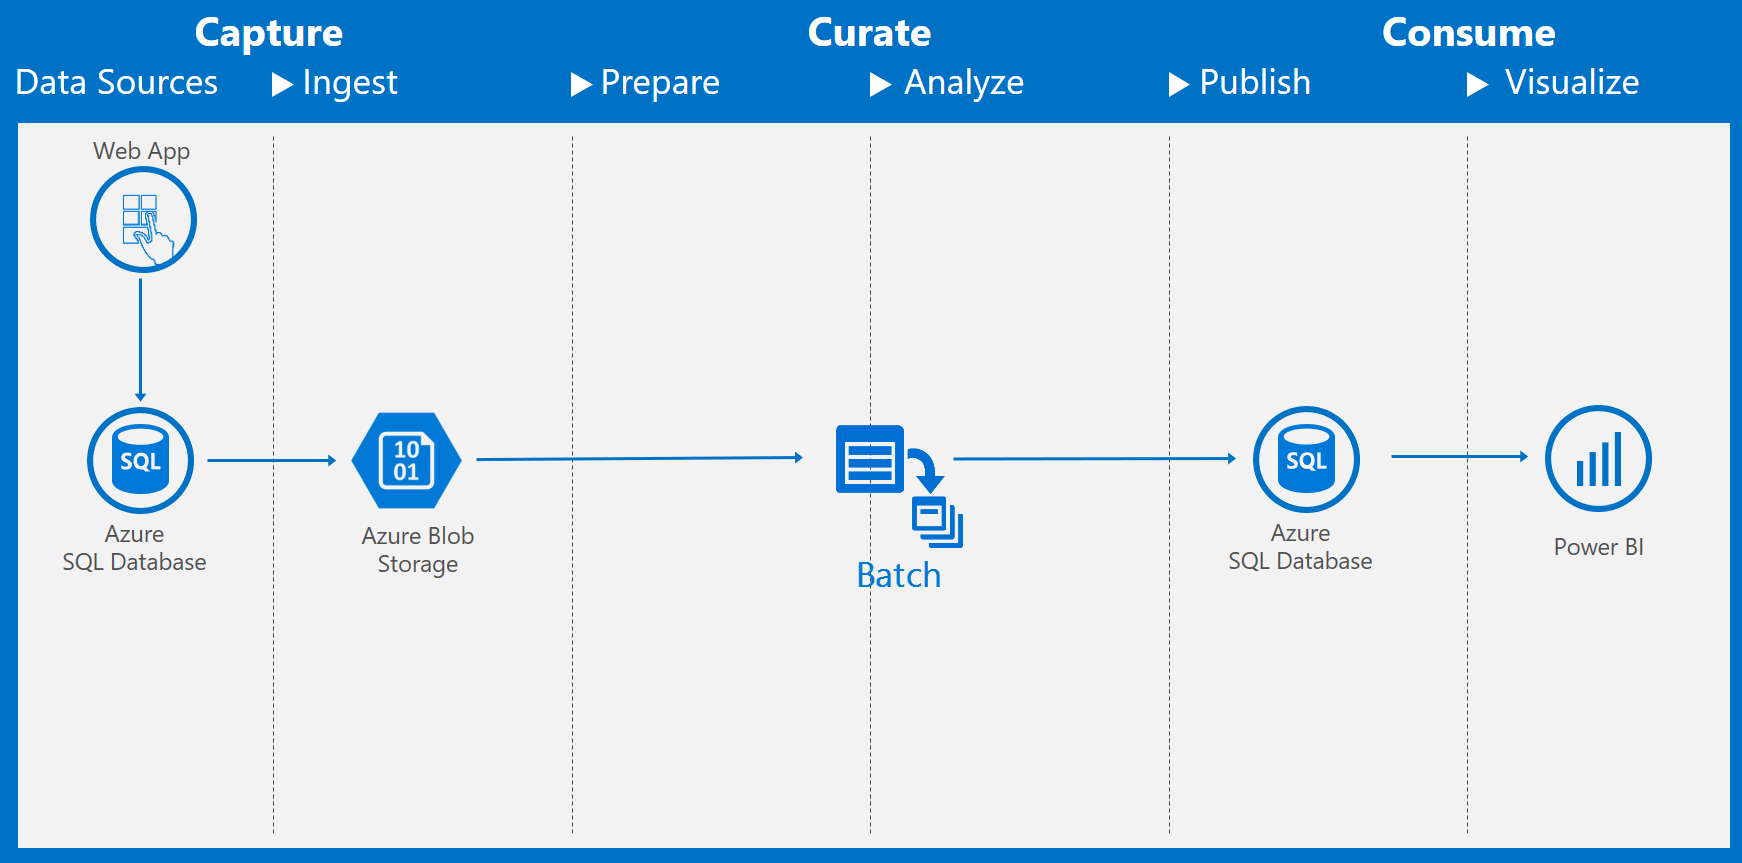 Capture
Curate
Consume
Data Sources
Ingest
Prepare
Analyze
Publish
Visualize
Web App
SQL
Azure
SQL Database
10
01
Azure Blob
Storage
Batch
SQL
Azure
SQL Database
Power BI